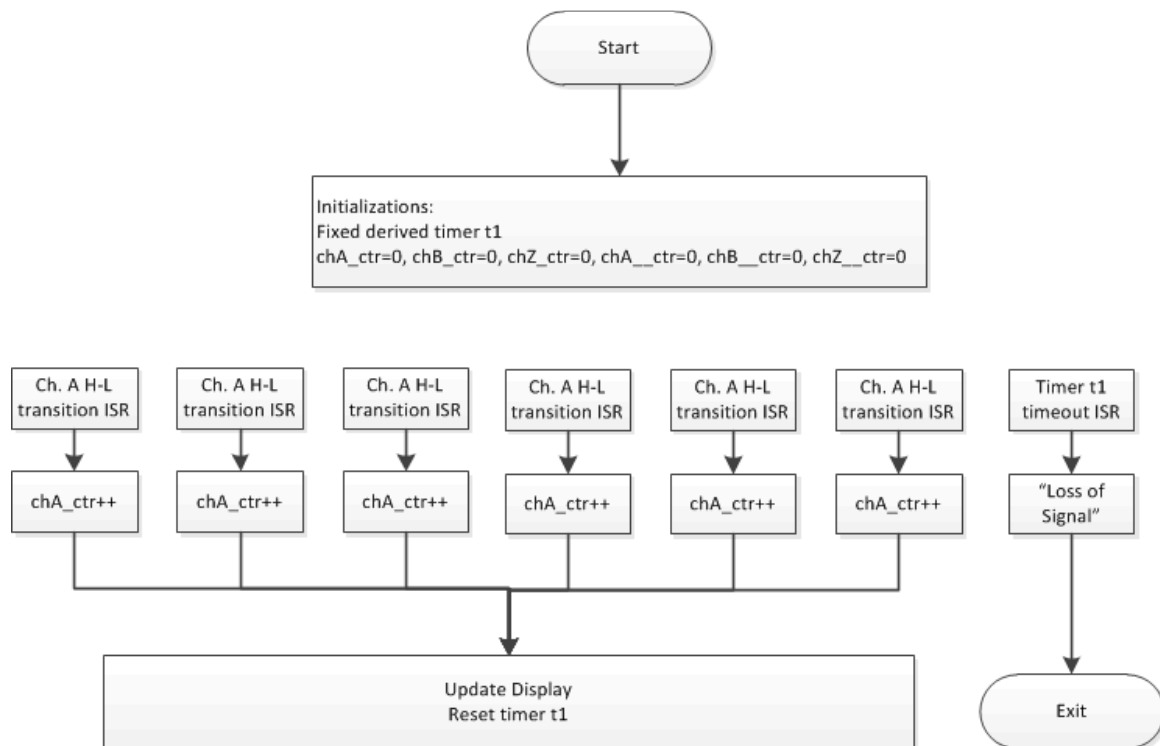 Start
Initializations:
Fixed derived timer t1
chA_ctr=0, chB_ctr=0, chZ_ctr=0, chA__ctr=0, chB__ctr=0, chZ__ctr=0
Ch. A H-L
transition ISR
Ch. A H-L
transition ISR
Ch. A H-L
transition ISR
Ch. A H-L
transition ISR
Ch. A H-L
transition ISR
Ch. A H-L
transition ISR
Timer t1
timeout ISR
chA_ctr++
chA_ctr++
chA_ctr++
chA_ctr++
chA_ctr++
chA_ctr++
“Loss of
Signal”
Update Display
Reset timer t1
Exit